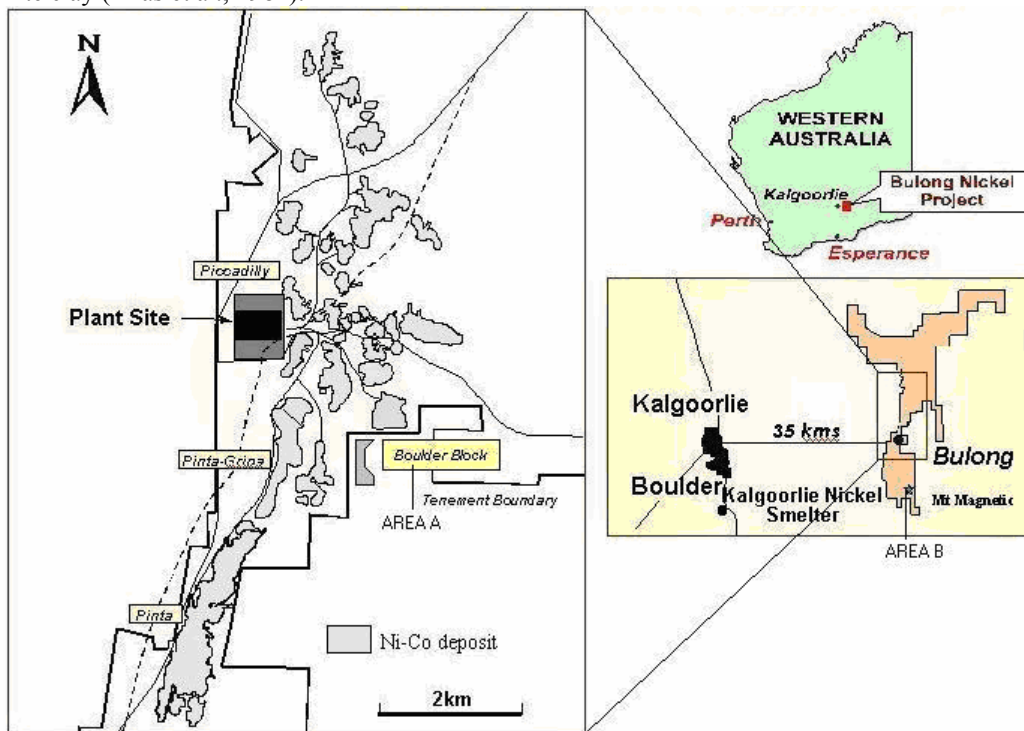 N
Piccadilly
Plant Site
Pinta-Gripa
Boulder Block
Tenement Boundary
AREA A
Pinta
Ni-Co deposit
2km
WESTERN
AUSTRALIA
Kalgoorlie
Bulong Nickel
Project
Perth
Esperance
Kalgoorlie
35 kms
Bulong
Boulder
Kalgoorlie Nickel
Smelter
Mt Magnetic
AREA B